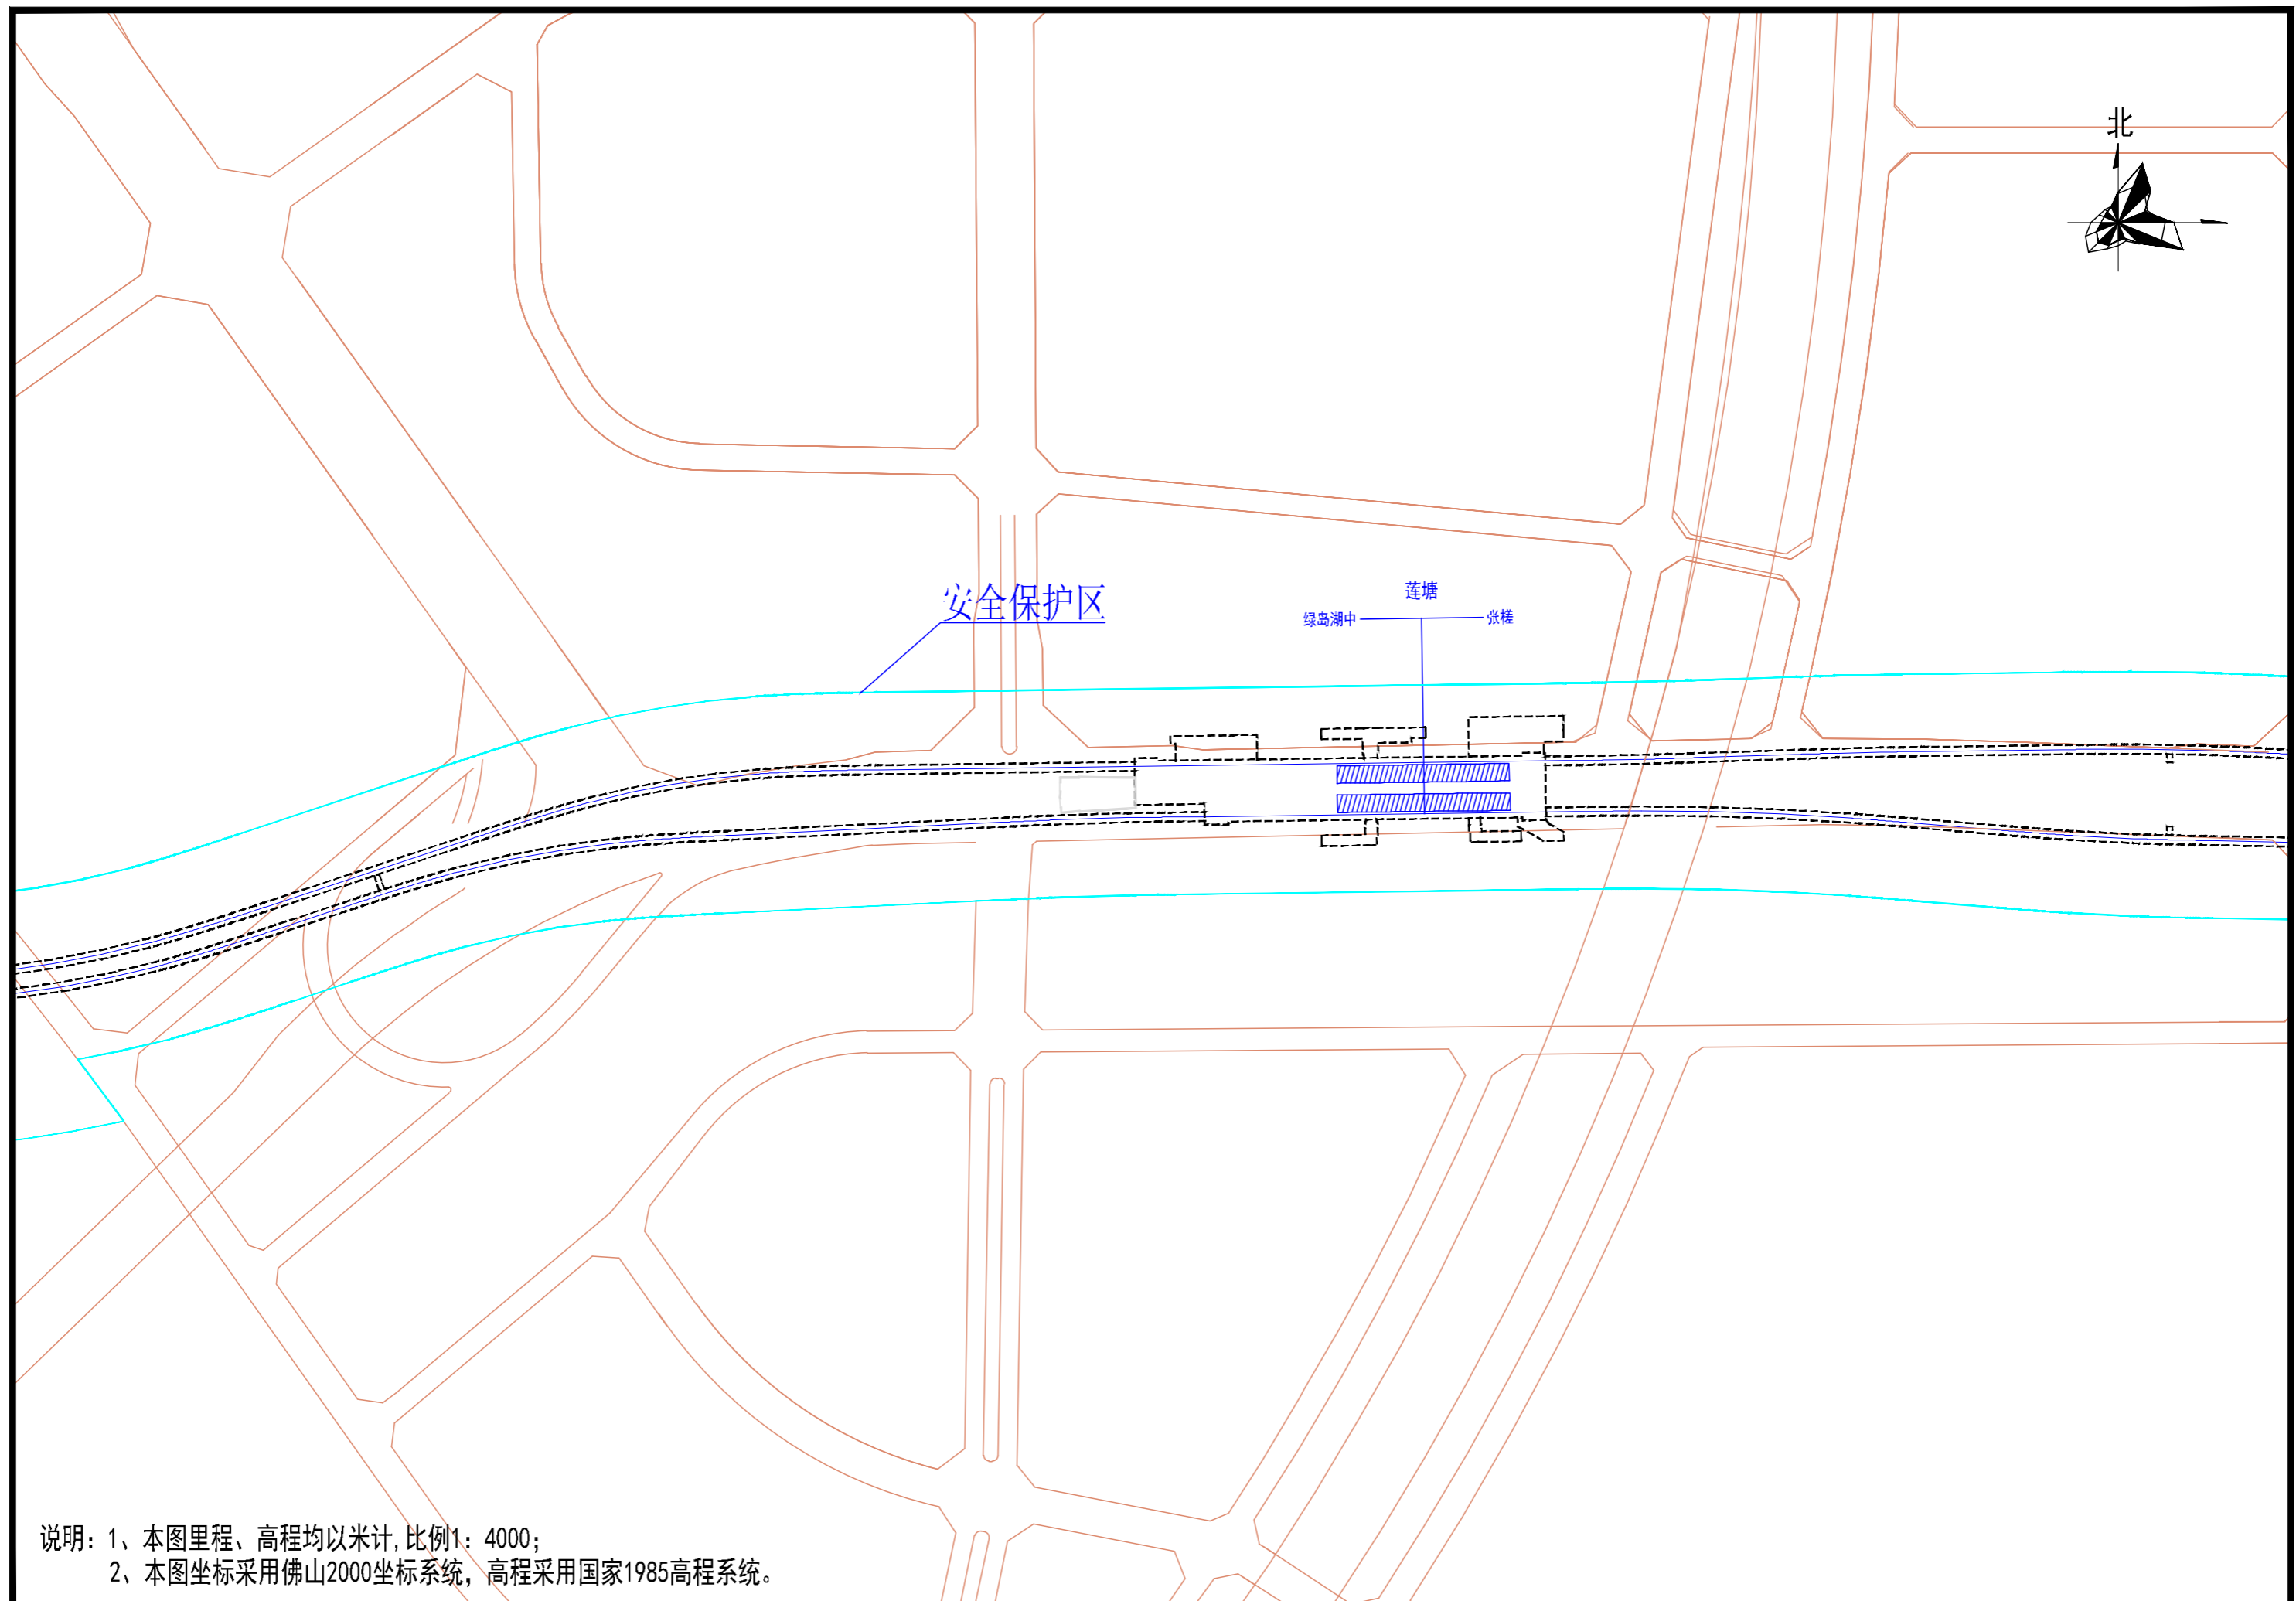 北
安全保护区
莲塘
绿岛湖中 张槎
说明：1、本图里程、高程均以米计,比例1：4000；
2、本图坐标采用佛山2000坐标系统，高程采用国家1985高程系统。